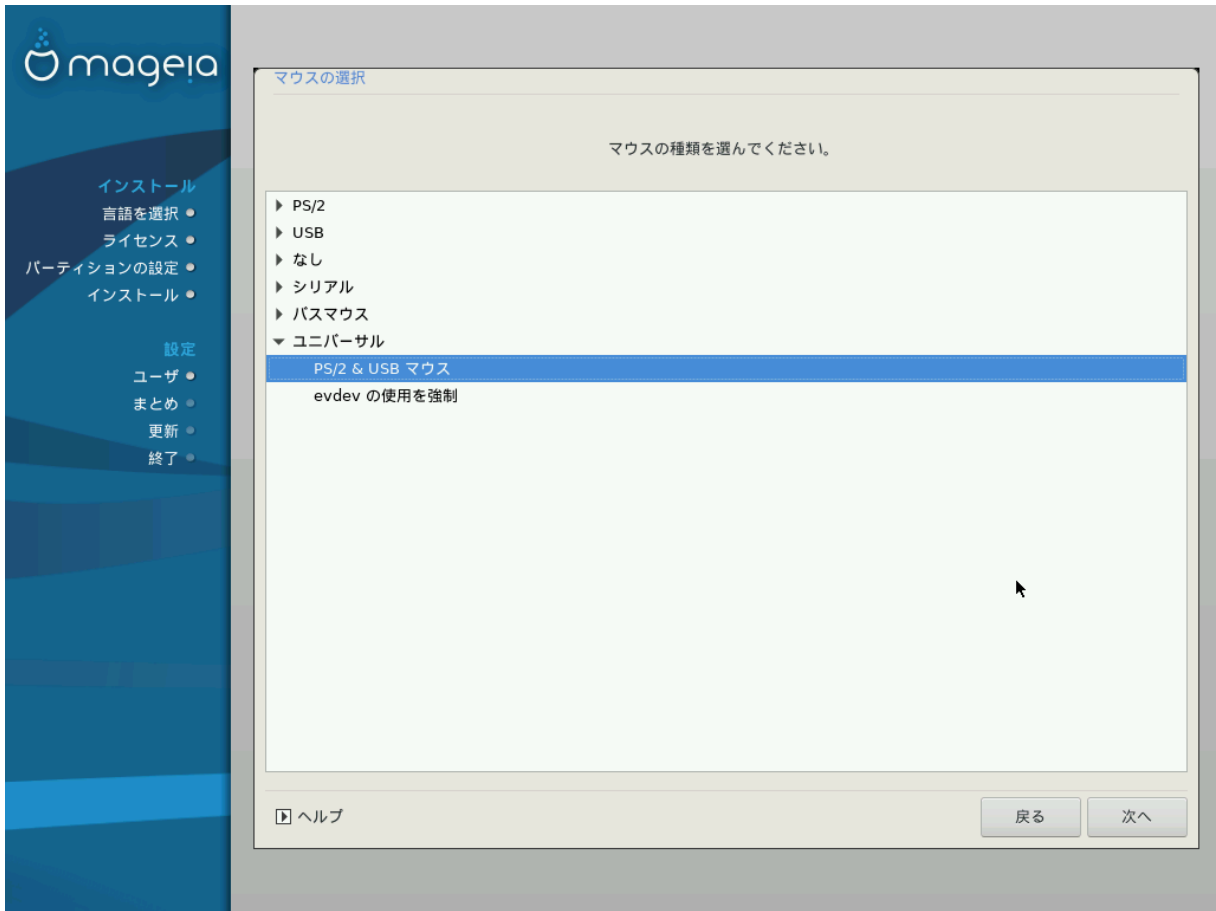 mageia
インストール
言語を選択
ライセンス
パーティションの設定
インストール
設定
ユーザ
まとめ
更新
終了
マウスの選択
マウスの種類を選んでください。
PS/2
USB
なし
シリアル
バスマウス
ユニバーサル
PS/2 & USB マウス
evdev の使用を強制
ヘルプ
戻る
次へ